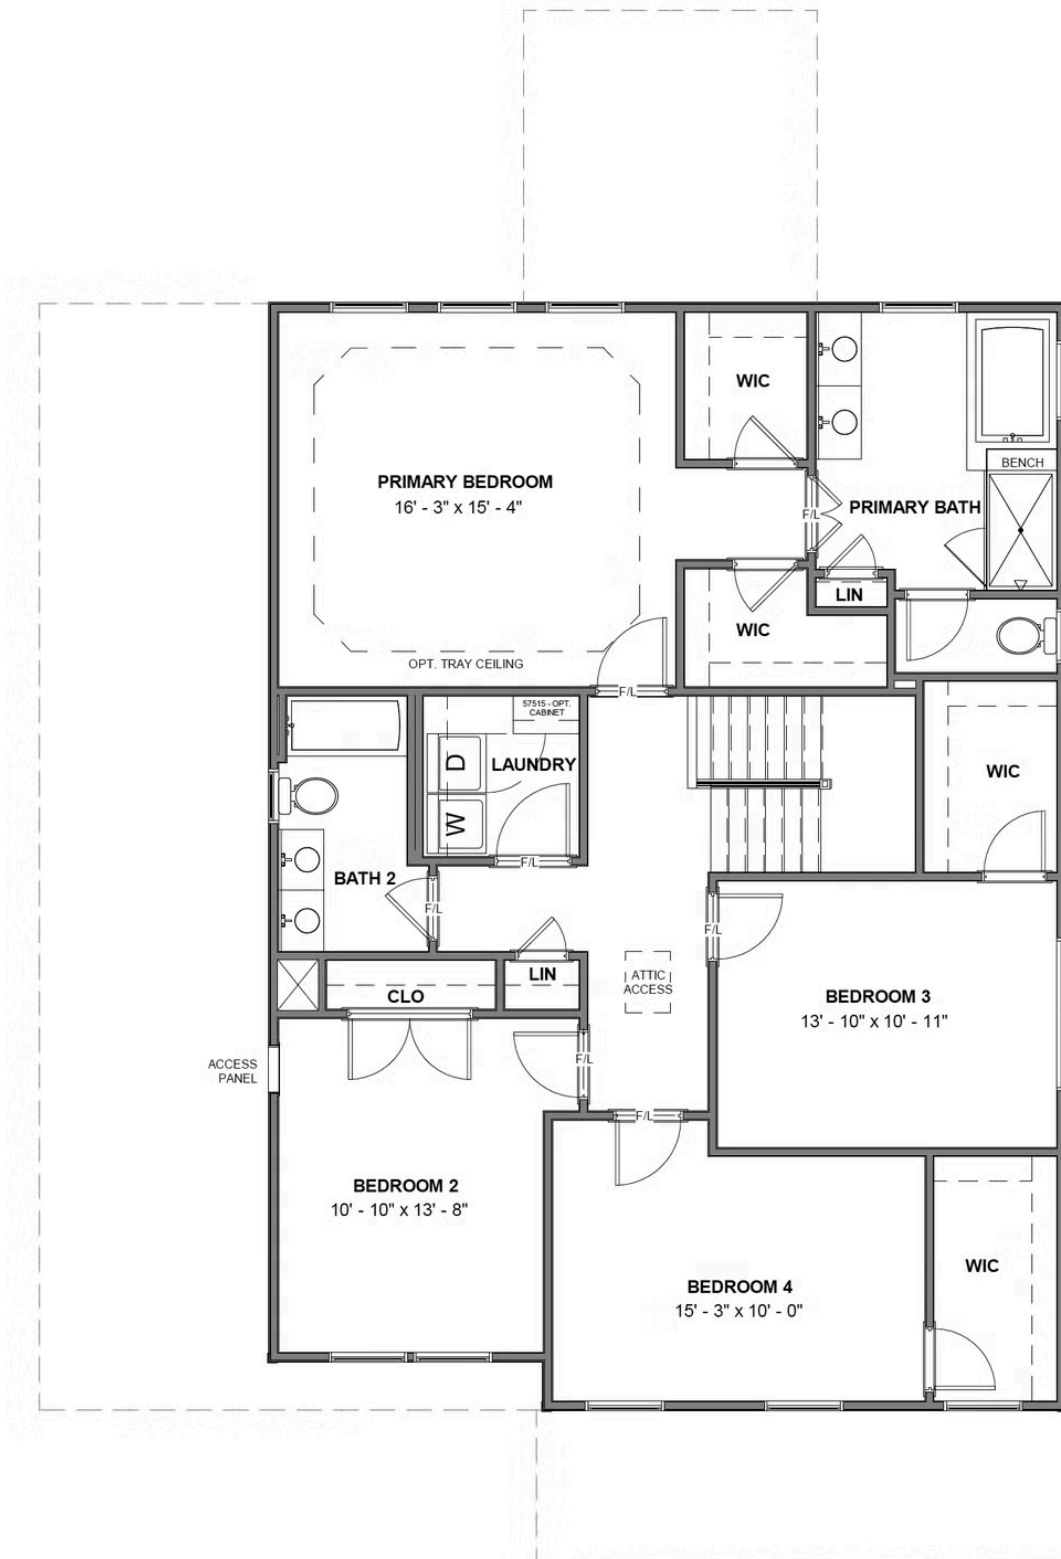 WIC
BENCH
PRIMARY BEDROOM
16' - 3" x 15' - 4"
F/L
PRIMARY BATH
LIN
WIC
OPT. TRAY CEILING
F/L
57515 - OPT.
CABINET
D
LAUNDRY
WIC
W
F/L
BATH 2
F/L
F/L
LIN
ATTIC
ACCESS
CLO
BEDROOM 3
13' - 10" x 10' - 11"
F/L
ACCESS
PANEL
F/L
BEDROOM 2
10' - 10" x 13' - 8"
WIC
BEDROOM 4
15' - 3" x 10' - 0"